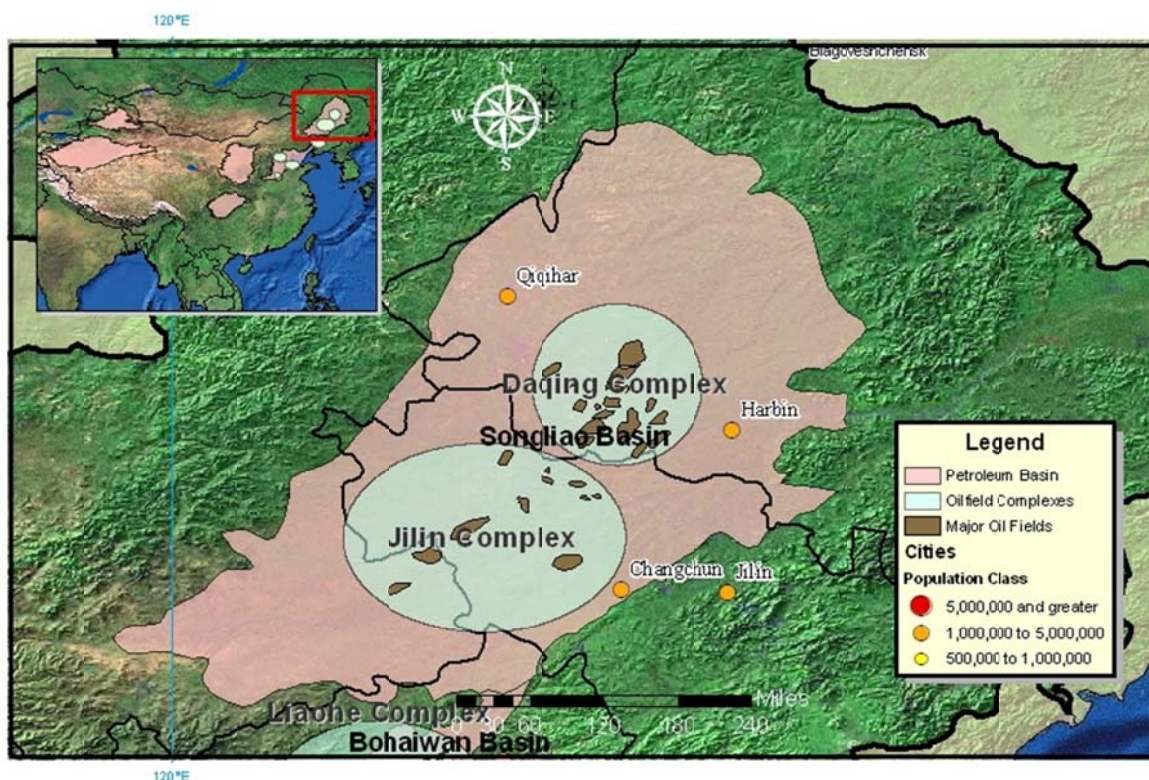 120°E
Blagoveshchensk
N
W E
S
Qiqihar
Daqing Complex
Harbin
Songliao Basin
Jilin Complex
Changchun
Jilin
Legend
Petroleum Basin
Oilfield Complexes
Major Oil Fields
Cities
Population Class
5,000,000 and greater
1,000,000 to 5,000,000
500,000 to 1,000,000
Miles
0 30 60 120 180 240
Liaohe Complex
Bohaiwan Basin
120°E